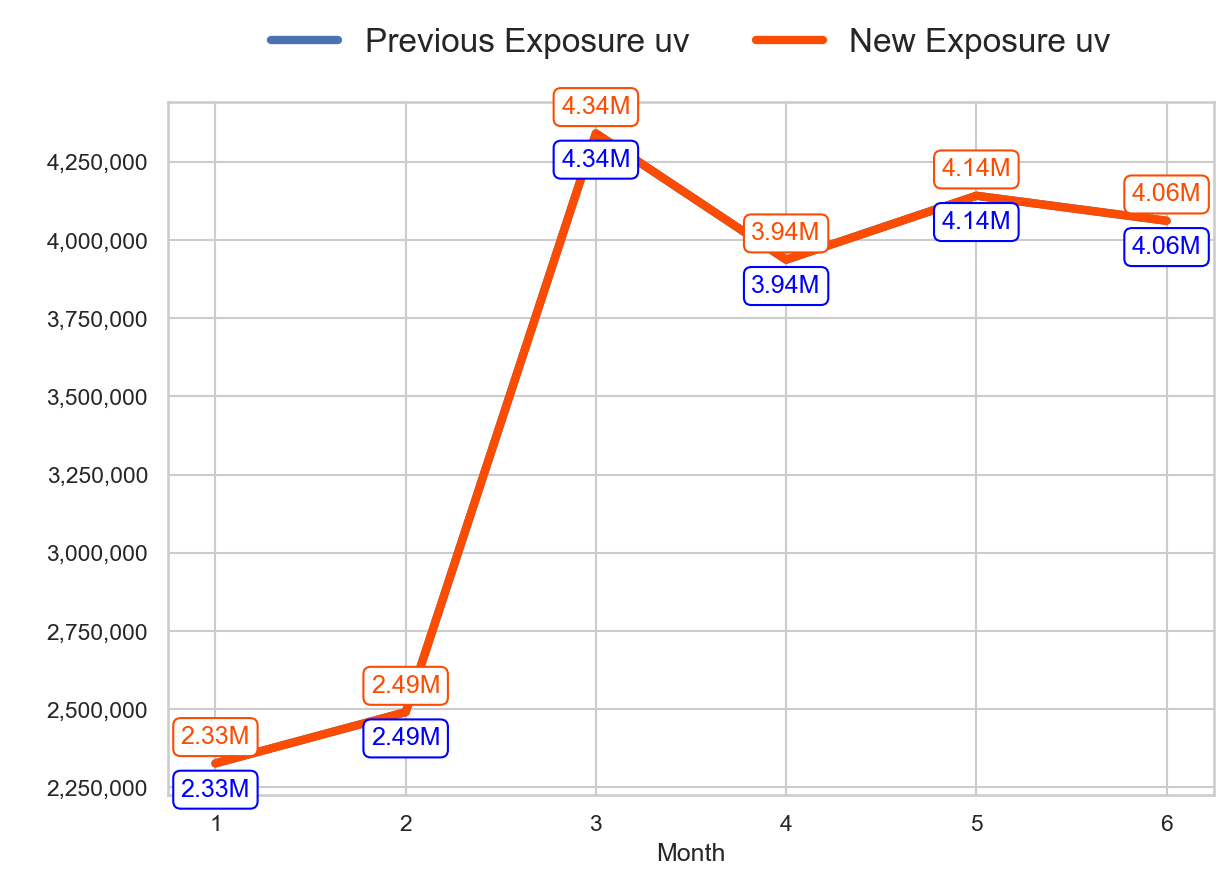 Previous Exposure uv New Exposure uv
4.34M
4,250,000
4.34M
4.14M
4.06M
4.14M
3.94M
4,000,000
4.06M
3.94M
3,750,000
3,500,000
3,250,000
3,000,000
2,750,000
2.49M
2,500,000
2.49M
2.33M
2,250,000
2.33M
1 2 3 4 5 6
Month